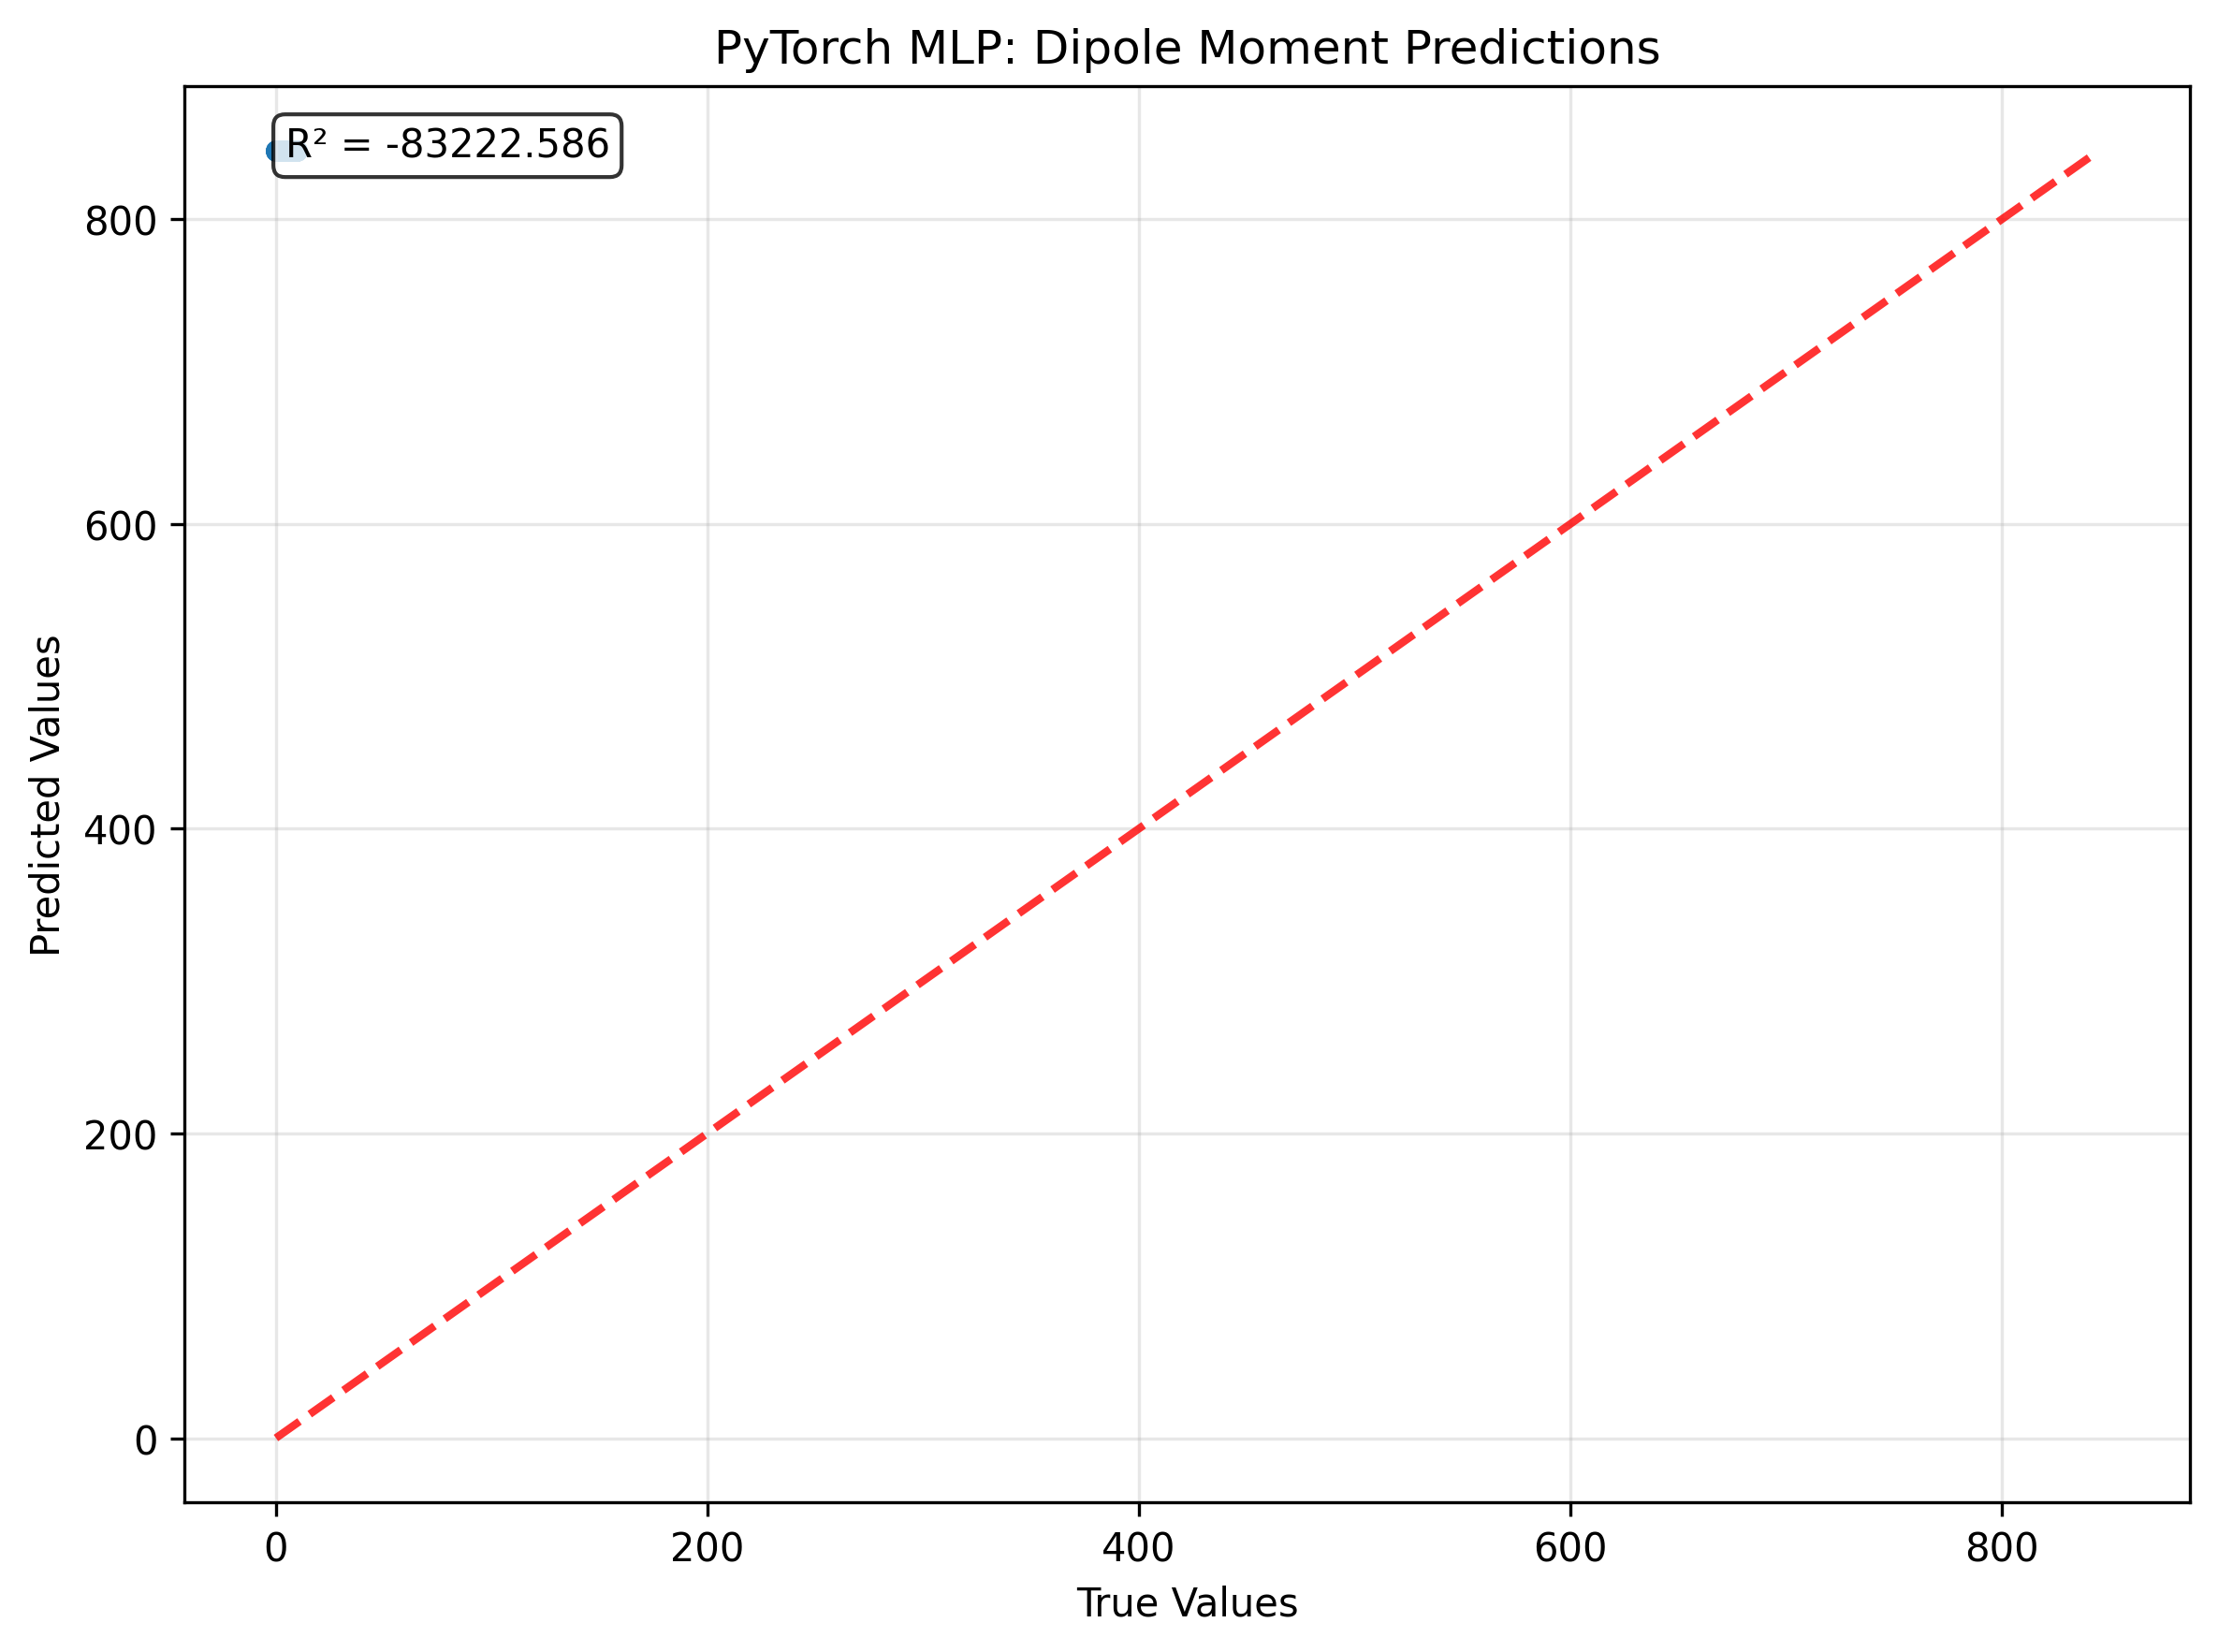 PyTorch MLP: Dipole Moment Predictions
R² = -83222.586
800
600
400
200
0
Predicted Values
0 200 400 600 800
True Values